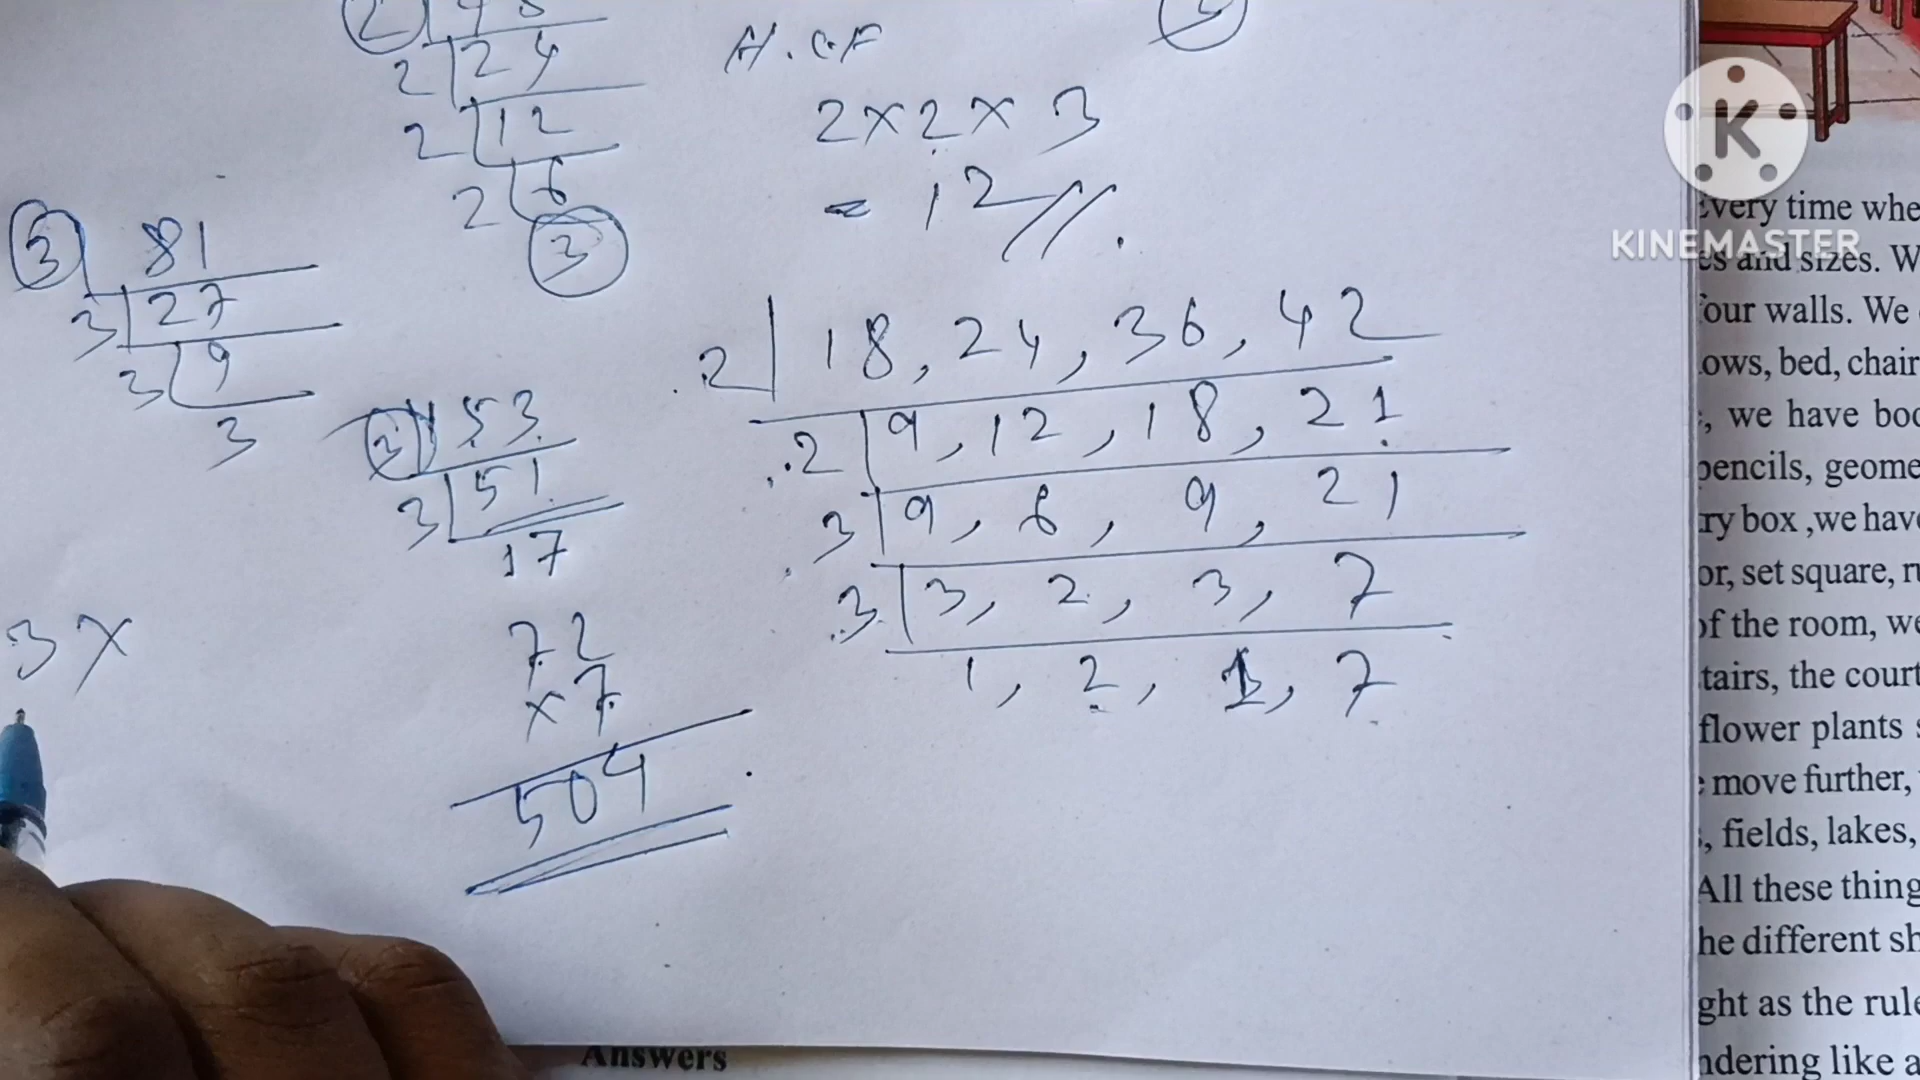 2 48
2 24
2 12
2 6
3
H.C.F
2 x 2 x 3
= 12 //.
3
3 81
3 27
3 9
3
3 153
3 51
17
3 x
72
x 7
504
2 18, 24, 36, 42
2 9, 12, 18, 21
3 9, 6, 9, 21
3 3, 2, 3, 7
1, 2, 1, 7
KINEMASTER
Every time whe
es and sizes. W
four walls. We
ows, bed, chair
, we have boo
pencils, geome
ry box ,we have
or, set square, ru
of the room, we
tairs, the court
flower plants s
move further,
, fields, lakes,
All these thing
he different sh
ght as the rule
ndering like a
Answers